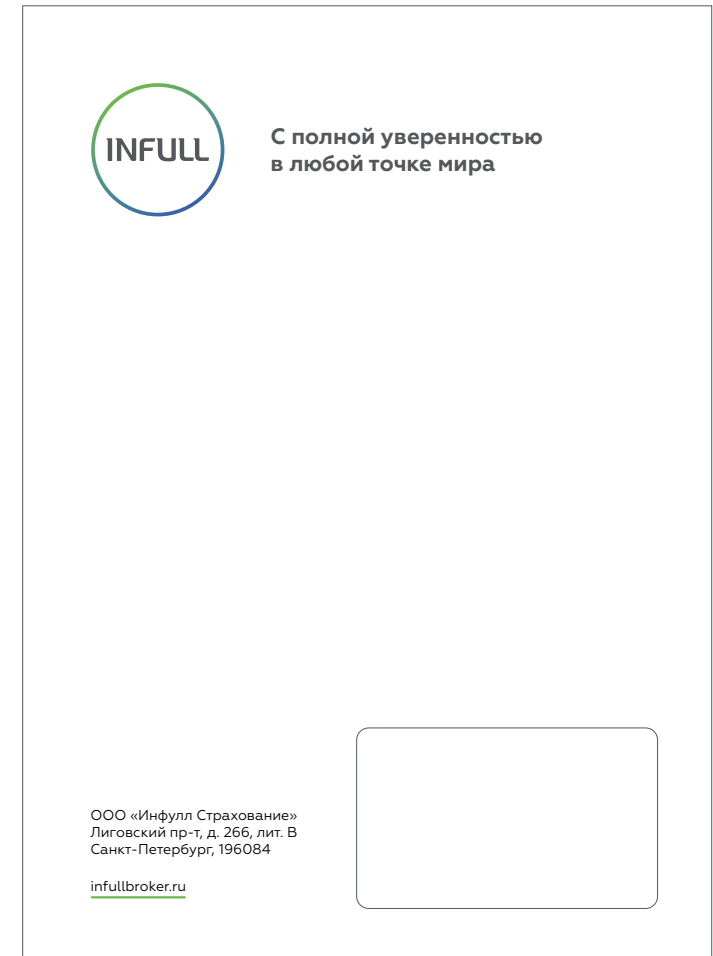 INFULL
С полной уверенностью
в любой точке мира
ООО «Инфулл Страхование»
Лиговский пр-т, д. 266, лит. В
Санкт-Петербург, 196084
infullbroker.ru